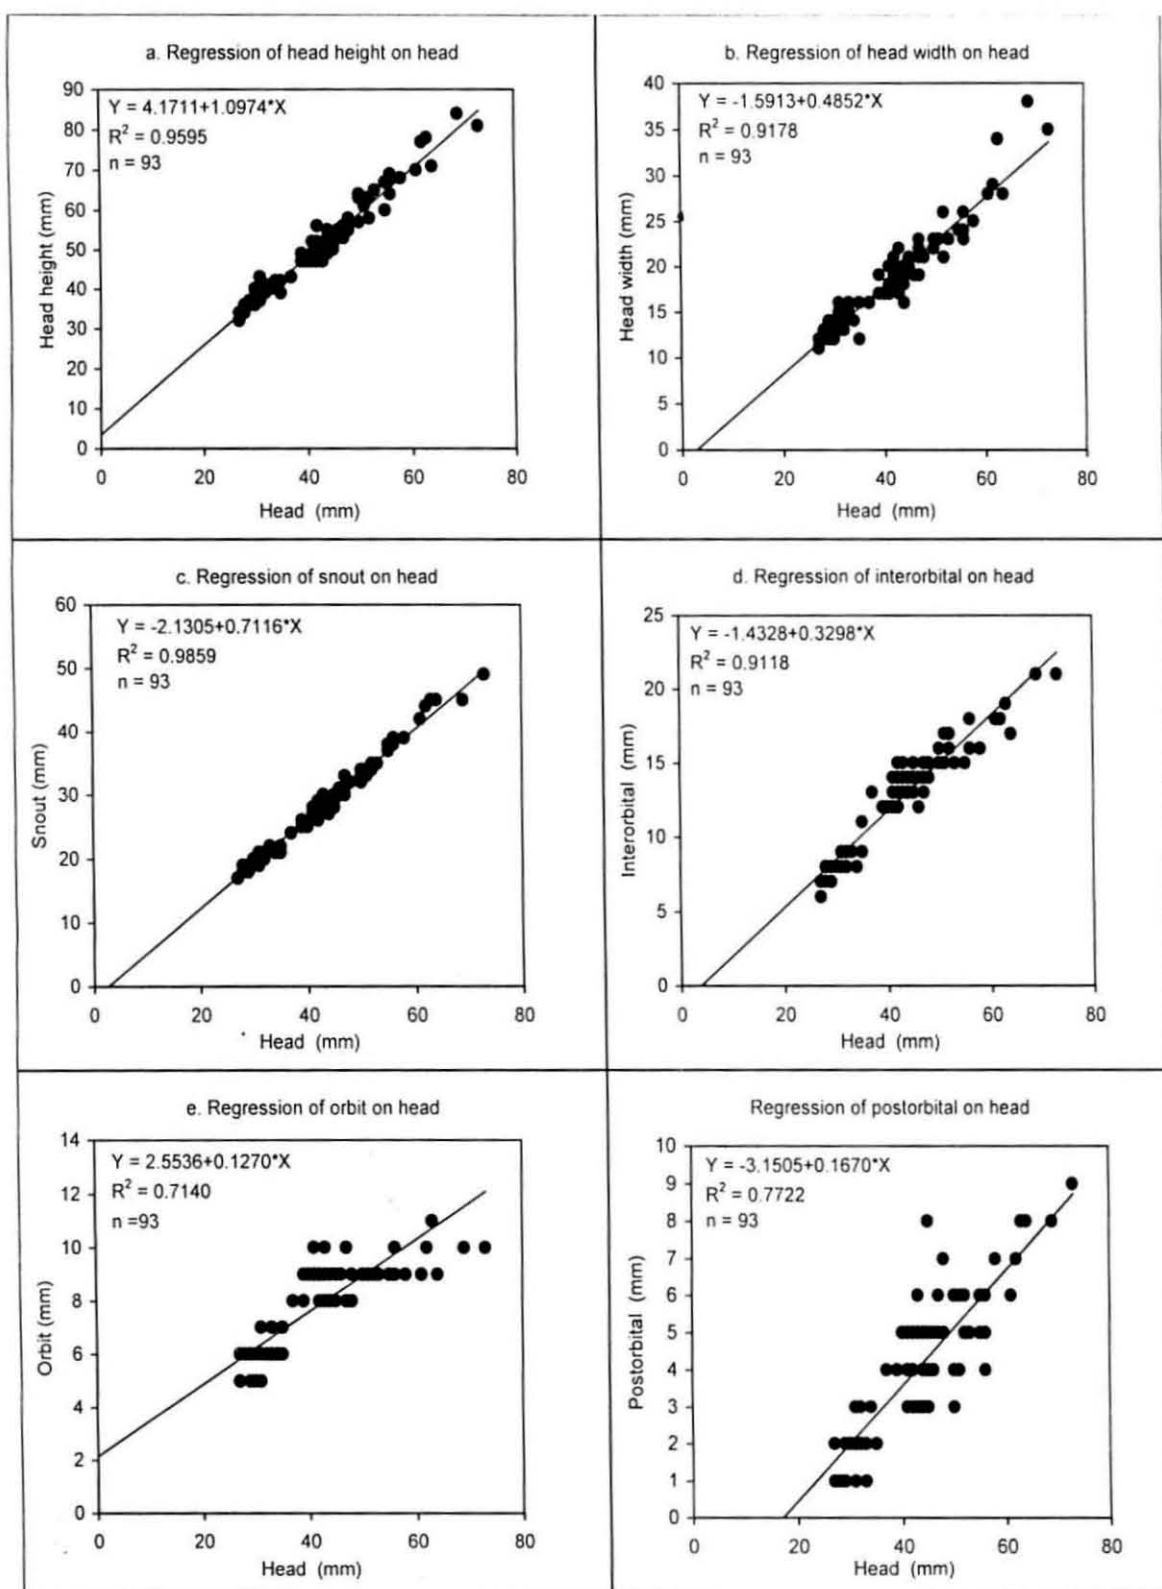 a. Regression of head height on head
Y = 4.1711+1.0974*X
R² = 0.9595
n = 93
90
80
70
60
50
40
30
20
10
0
Head height (mm)
0 20 40 60 80
Head (mm)
b. Regression of head width on head
Y = -1.5913+0.4852*X
R² = 0.9178
n = 93
40
35
30
25
20
15
10
5
0
Head width (mm)
0 20 40 60 80
Head (mm)
c. Regression of snout on head
Y = -2.1305+0.7116*X
R² = 0.9859
n = 93
60
50
40
30
20
10
0
Snout (mm)
0 20 40 60 80
Head (mm)
d. Regression of interorbital on head
Y = -1.4328+0.3298*X
R² = 0.9118
n = 93
25
20
15
10
5
0
Interorbital (mm)
0 20 40 60 80
Head (mm)
e. Regression of orbit on head
Y = 2.5536+0.1270*X
R² = 0.7140
n =93
14
12
10
8
6
4
2
0
Orbit (mm)
0 20 40 60 80
Head (mm)
Regression of postorbital on head
Y = -3.1505+0.1670*X
R² = 0.7722
n = 93
10
9
8
7
6
5
4
3
2
1
0
Postorbital (mm)
0 20 40 60 80
Head (mm)